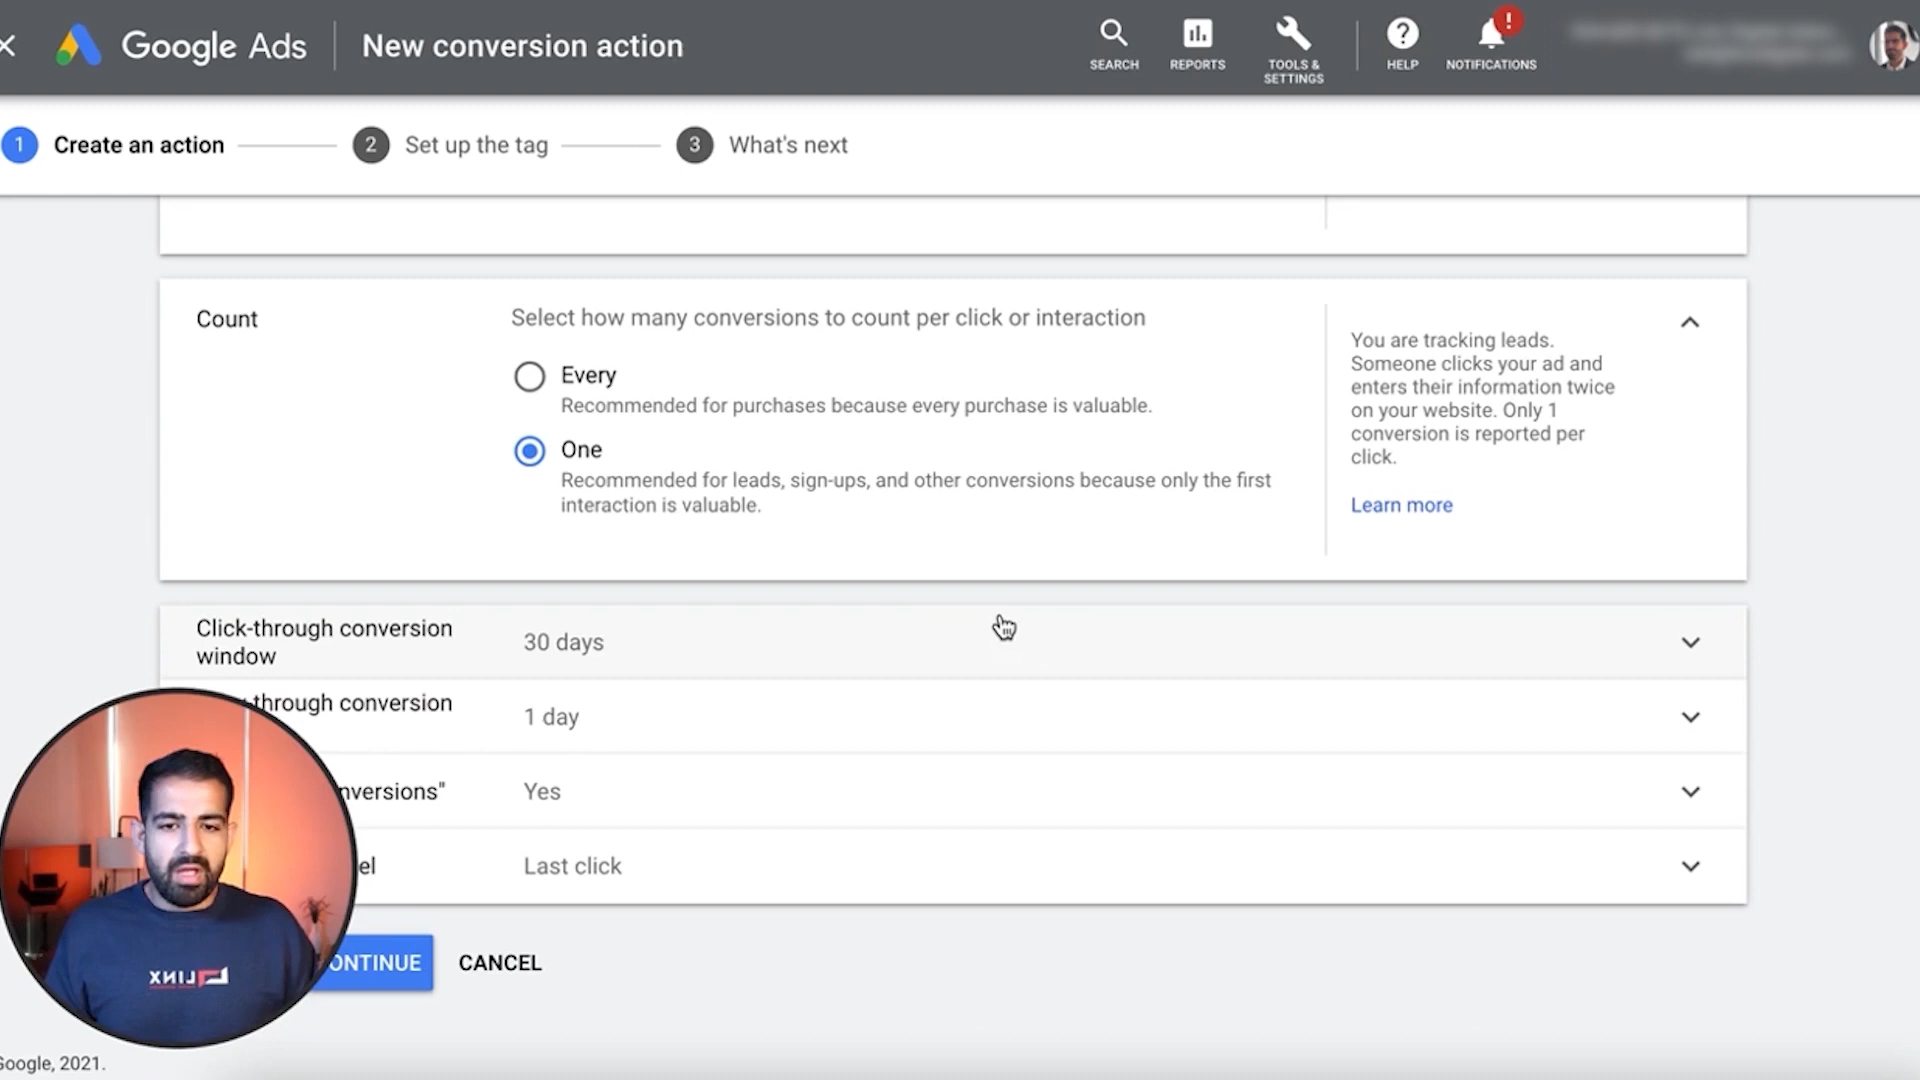 Google Ads
New conversion action
SEARCH
REPORTS
TOOLS &
SETTINGS
HELP
NOTIFICATIONS
!
1 Create an action
2 Set up the tag
3 What's next
Count
Select how many conversions to count per click or interaction
Every
Recommended for purchases because every purchase is valuable.
One
Recommended for leads, sign-ups, and other conversions because only the first
interaction is valuable.
You are tracking leads.
Someone clicks your ad and
enters their information twice
on your website. Only 1
conversion is reported per
click.
Learn more
Click-through conversion
window
30 days
through conversion
1 day
nversions"
Yes
el
Last click
ONTINUE
CANCEL
LINX
Google, 2021.